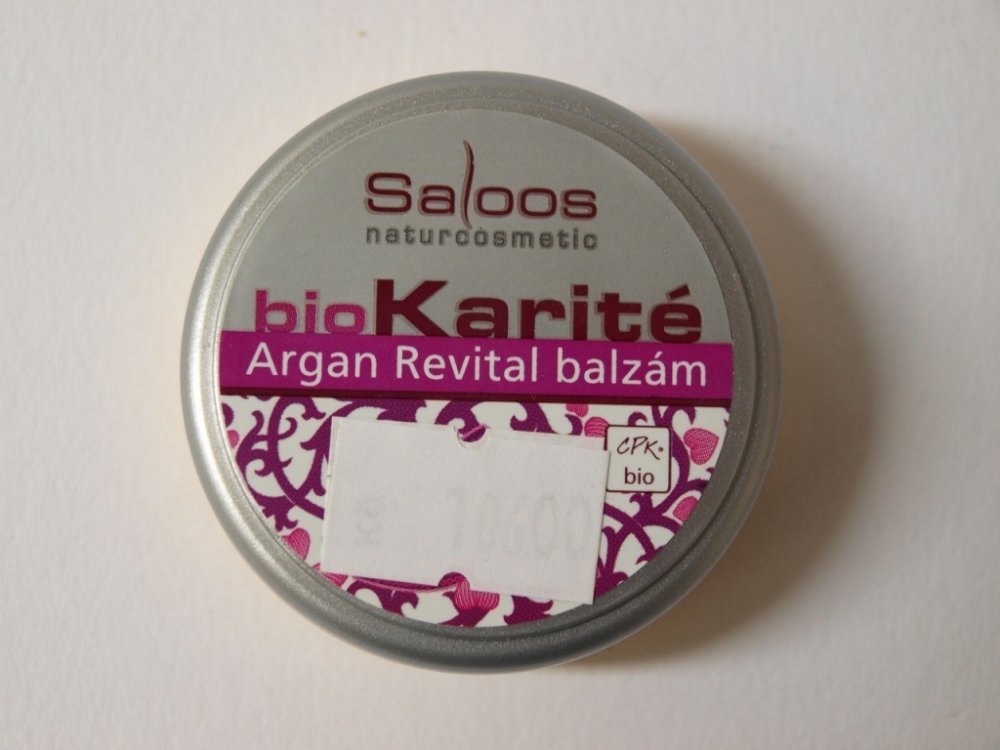 Saloos
naturcosmetic
bioKarité
Argan Revital balzám
CPK
bio